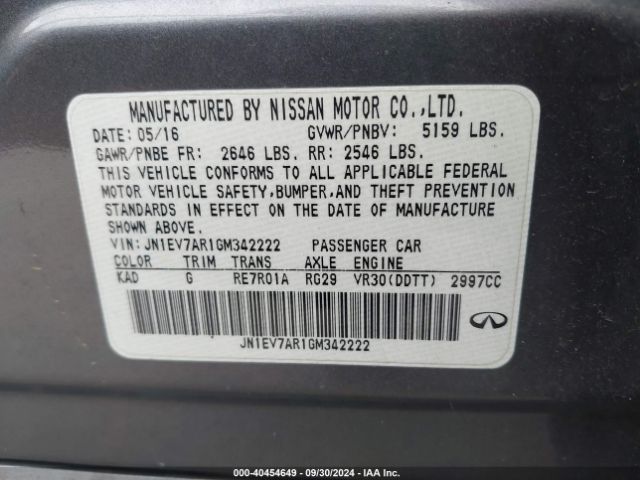 MANUFACTURED BY NISSAN MOTOR CO.,LTD.
DATE: 05/16 GVWR/PNBV: 5159 LBS.
GAWR/PNBE FR: 2646 LBS. RR: 2546 LBS.
THIS VEHICLE CONFORMS TO ALL APPLICABLE FEDERAL
MOTOR VEHICLE SAFETY,BUMPER,AND THEFT PREVENTION
STANDARDS IN EFFECT ON THE DATE OF MANUFACTURE
SHOWN ABOVE.
VIN: JN1EV7AR1GM342222 PASSENGER CAR
COLOR TRIM TRANS AXLE ENGINE
KAD G RE7R01A RG29 VR30(DDTT) 2997CC
JN1EV7AR1GM342222
000-40454649 - 09/30/2024 - IAAI.COM